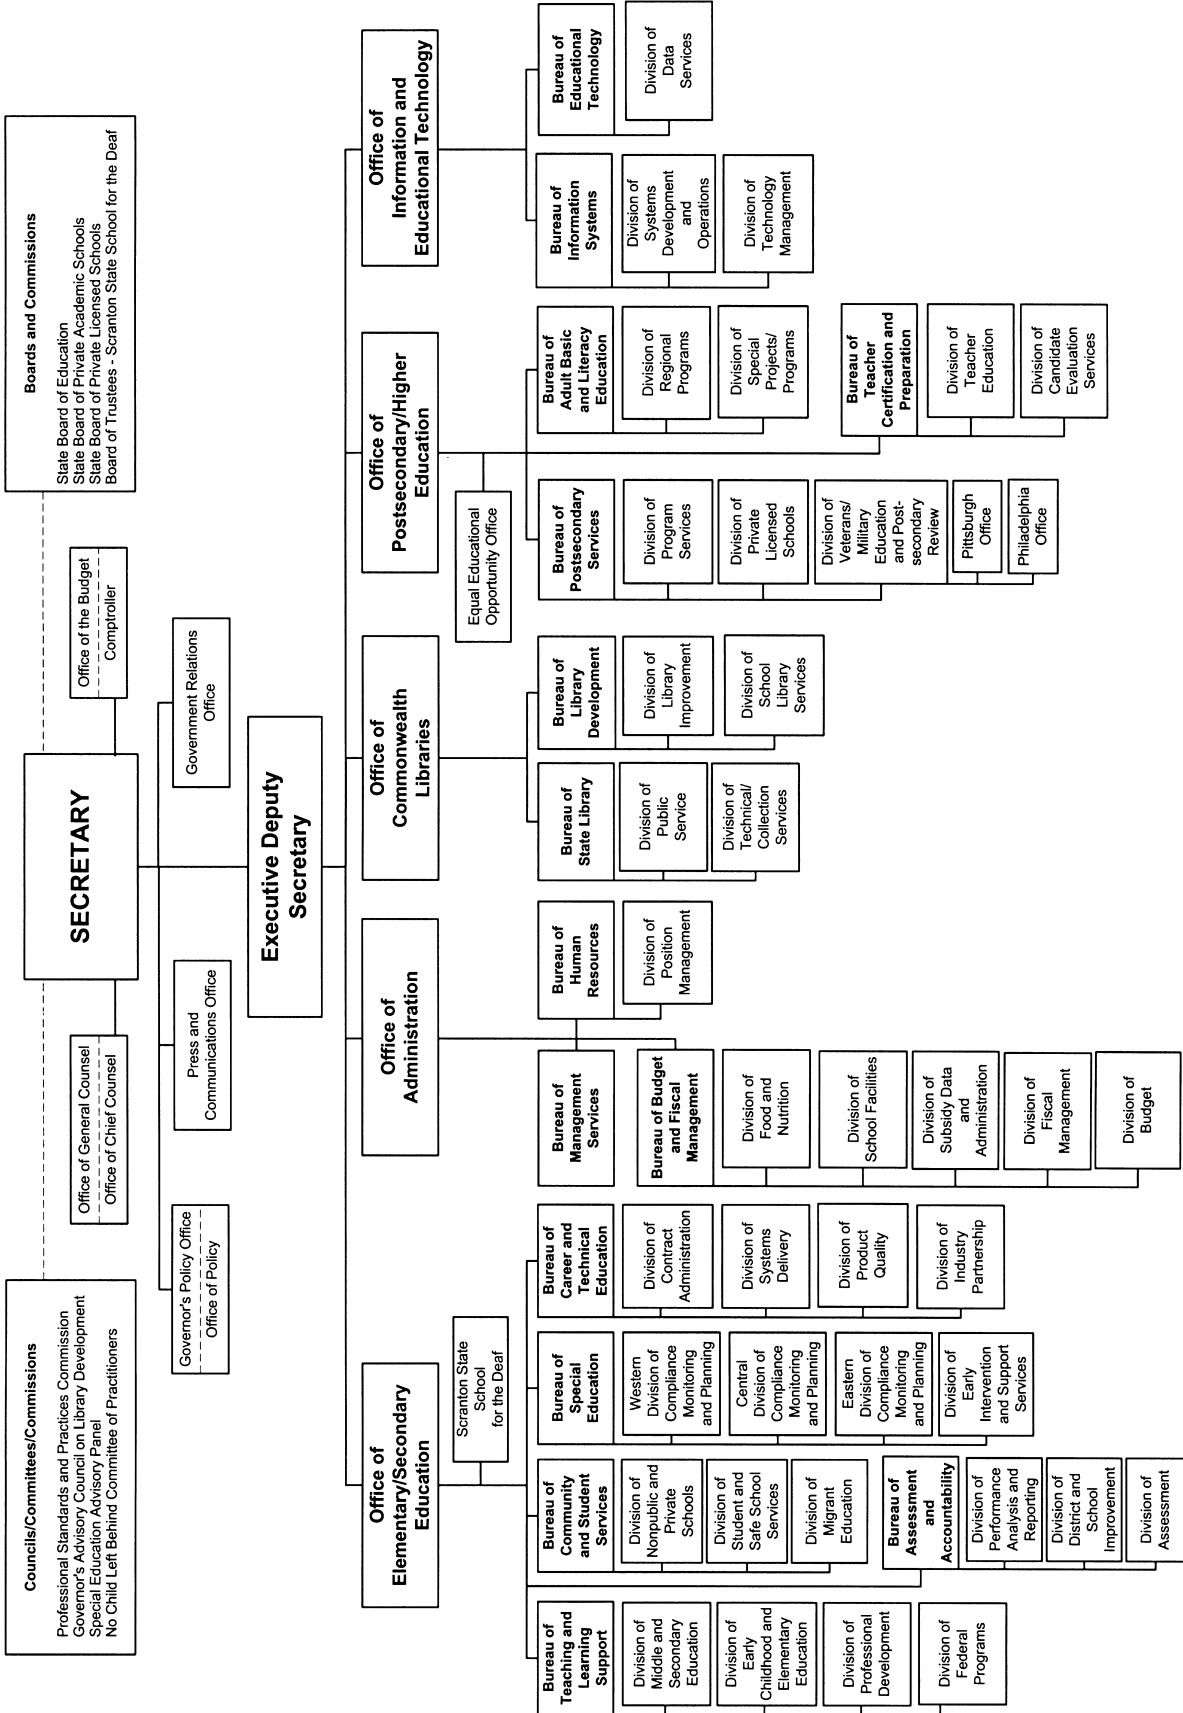 Councils/Committees/Commissions
Professional Standards and Practices Commission
Governor's Advisory Council on Library Development
Special Education Advisory Panel
No Child Left Behind Committee of Practitioners
SECRETARY
Boards and Commissions
State Board of Education
State Board of Private Academic Schools
State Board of Private Licensed Schools
Board of Trustees - Scranton State School for the Deaf
Office of General Counsel
Office of Chief Counsel
Office of the Budget
Comptroller
Governor's Policy Office
Office of Policy
Press and
Communications Office
Government Relations
Office
Executive Deputy
Secretary
Office of
Elementary/Secondary
Education
Office of
Administration
Office of
Commonwealth
Libraries
Office of
Postsecondary/Higher
Education
Office of
Information and
Educational Technology
Scranton State
School
for the Deaf
Equal Educational
Opportunity Office
Bureau of
Teaching and
Learning
Support
Division of
Middle and
Secondary
Education
Division of
Early
Childhood and
Elementary
Education
Division of
Professional
Development
Division of
Federal
Programs
Bureau of
Community
and Student
Services
Division of
Nonpublic and
Private
Schools
Division of
Student and
Safe School
Services
Division of
Migrant
Education
Bureau of
Assessment
and
Accountability
Division of
Performance
Analysis and
Reporting
Division of
District and
School
Improvement
Division of
Assessment
Bureau of
Special
Education
Western
Division of
Compliance
Monitoring
and Planning
Central
Division of
Compliance
Monitoring
and Planning
Eastern
Division of
Compliance
Monitoring
and Planning
Division of
Early
Intervention
and Support
Services
Bureau of
Career and
Technical
Education
Division of
Contract
Administration
Division of
Systems
Delivery
Division of
Product
Quality
Division of
Industry
Partnership
Bureau of
Management
Services
Bureau of Budget
and Fiscal
Management
Division of
Food and
Nutrition
Division of
School Facilities
Division of
Subsidy Data
and
Administration
Division of
Fiscal
Management
Division of
Budget
Bureau of
Human
Resources
Division of
Position
Management
Bureau of
State Library
Division of
Public
Service
Division of
Technical/
Collection
Services
Bureau of
Library
Development
Division of
Library
Improvement
Division of
School
Library
Services
Bureau of
Postsecondary
Services
Division of
Program
Services
Division of
Private
Licensed
Schools
Division of
Veterans/
Military
Education
and Post-
secondary
Review
Pittsburgh
Office
Philadelphia
Office
Bureau of
Adult Basic
and Literacy
Education
Division of
Regional
Programs
Division of
Special
Projects/
Programs
Bureau of
Teacher
Certification and
Preparation
Division of
Teacher
Education
Division of
Candidate
Evaluation
Services
Bureau of
Information
Systems
Division of
Systems
Development
and
Operations
Division of
Technology
Management
Bureau of
Educational
Technology
Division of
Data
Services